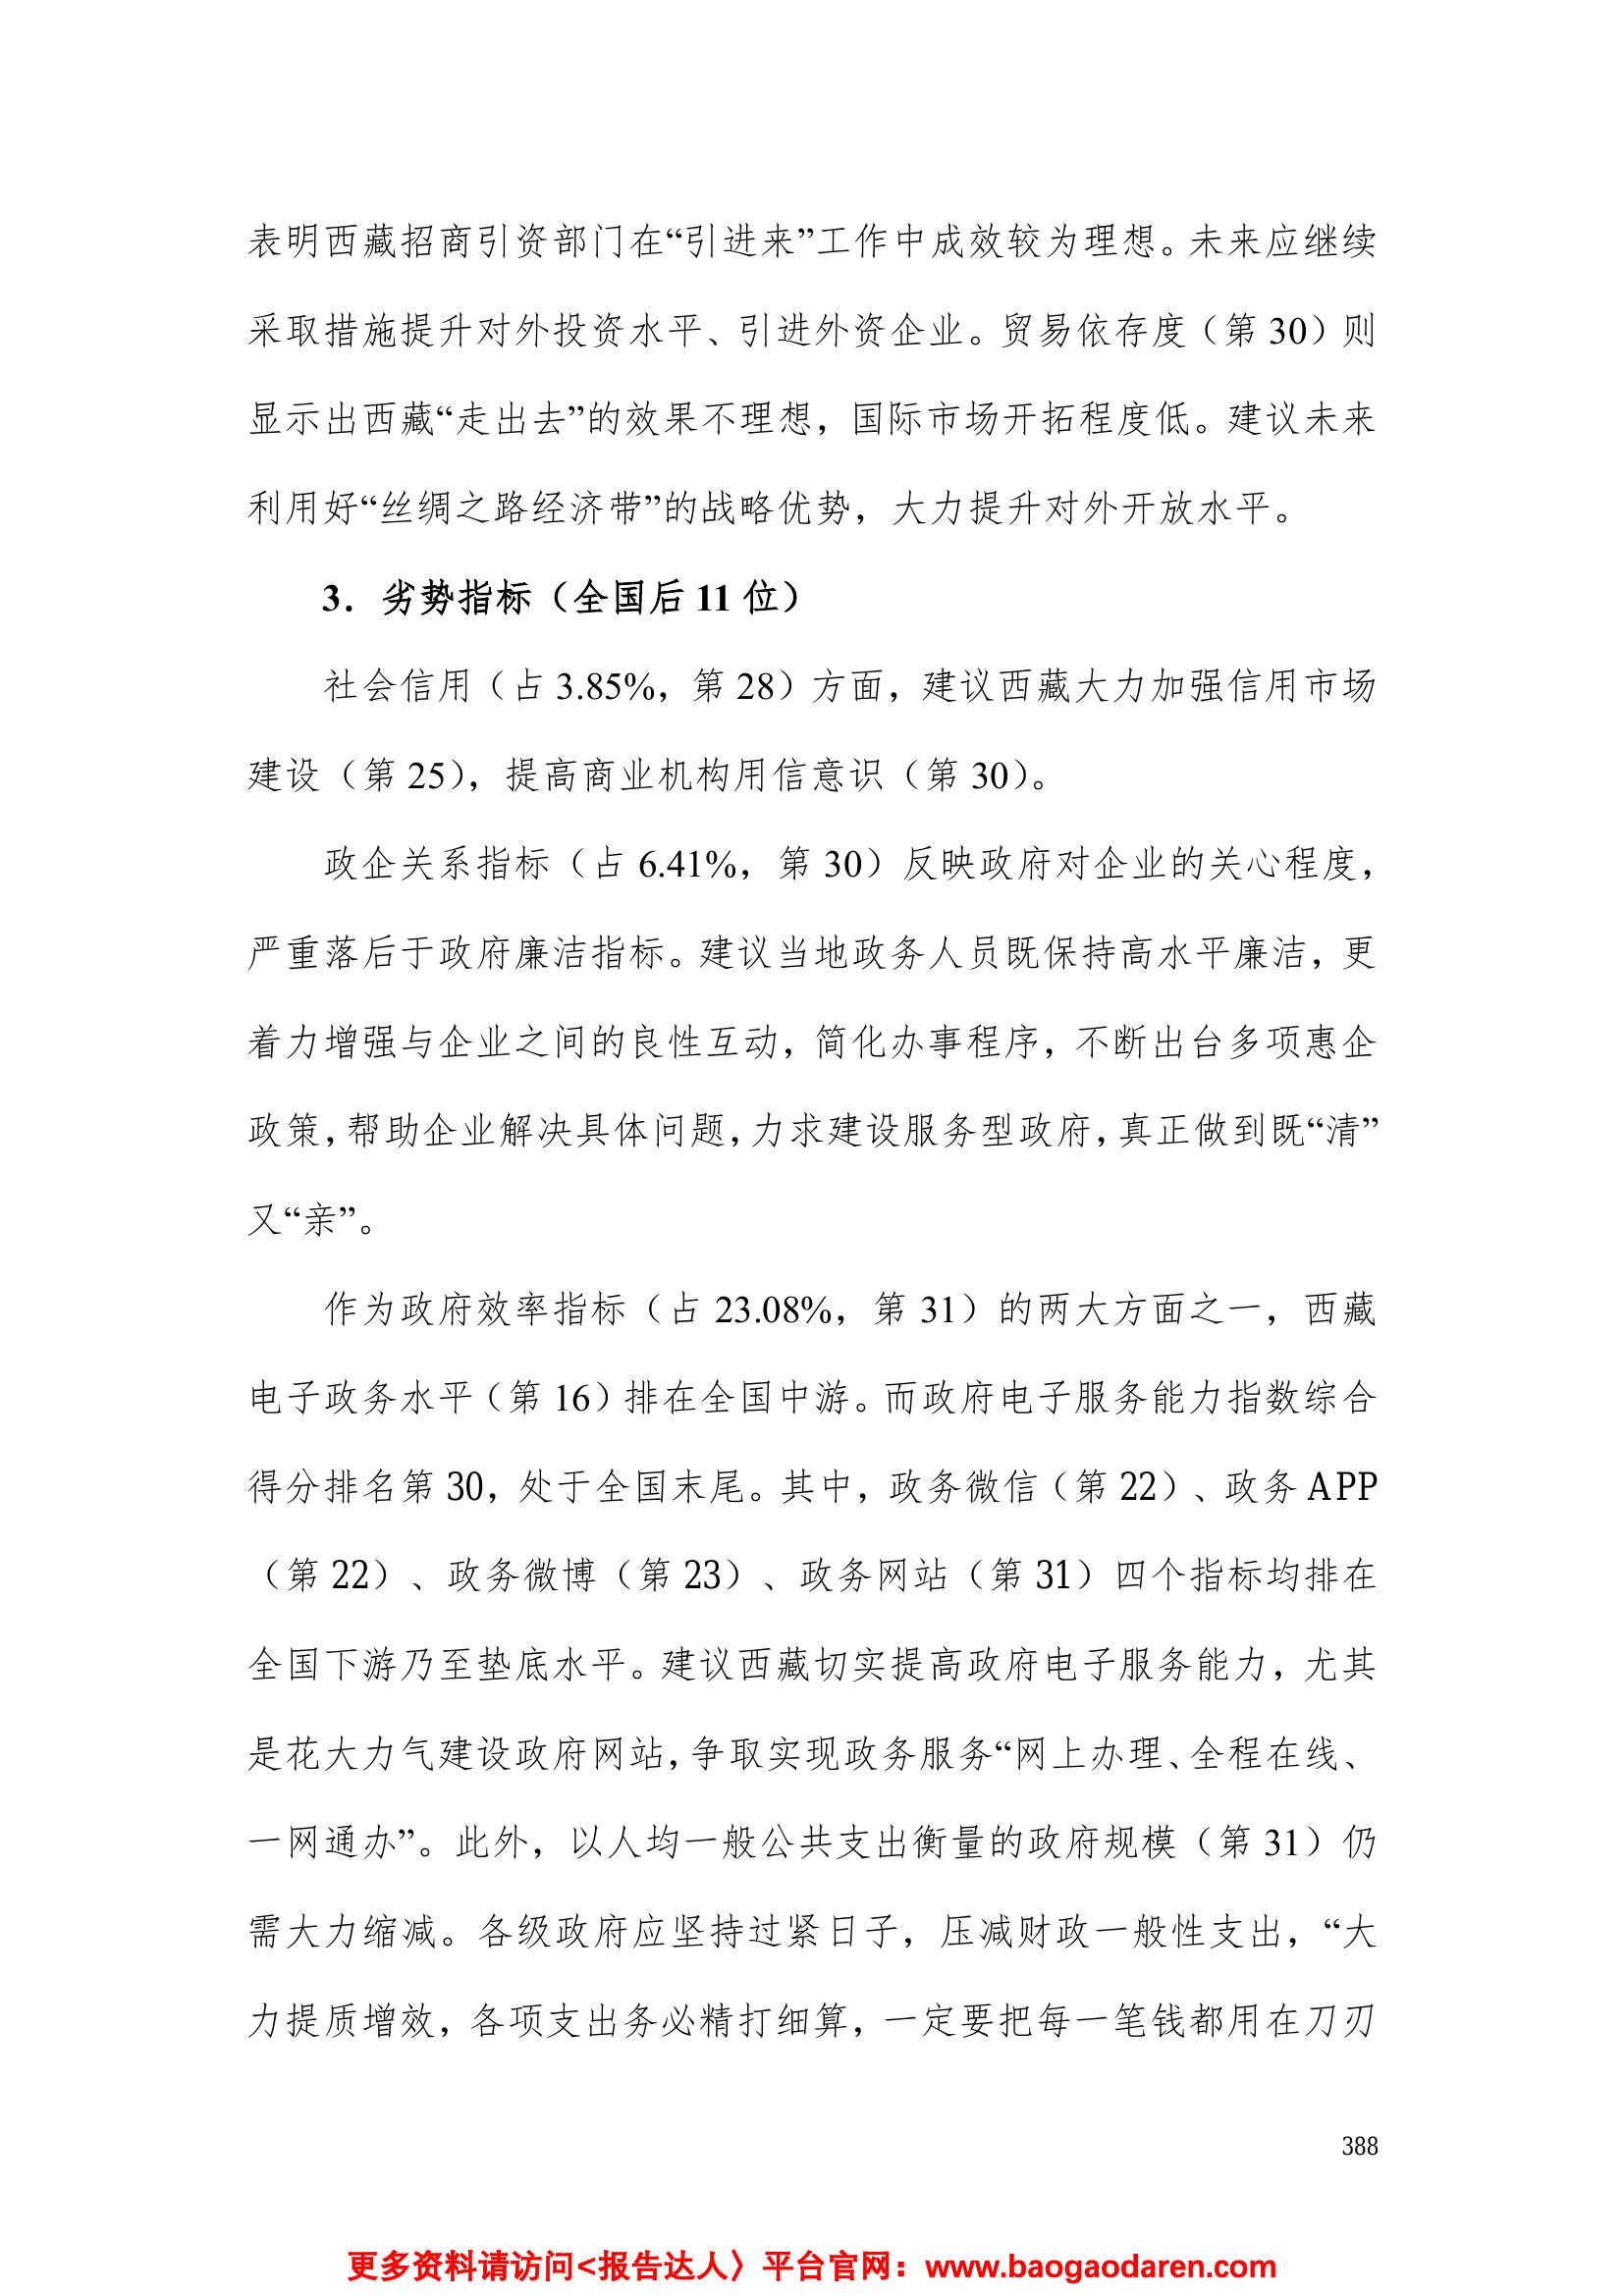 表明西藏招商引资部门在“引进来”工作中成效较为理想。未来应继续
采取措施提升对外投资水平、引进外资企业。贸易依存度（第 30）则
显示出西藏“走出去”的效果不理想，国际市场开拓程度低。建议未来
利用好“丝绸之路经济带”的战略优势，大力提升对外开放水平。
3．劣势指标（全国后 11 位）
社会信用（占 3.85%，第 28）方面，建议西藏大力加强信用市场
建设（第 25），提高商业机构用信意识（第 30）。
政企关系指标（占 6.41%，第 30）反映政府对企业的关心程度，
严重落后于政府廉洁指标。建议当地政务人员既保持高水平廉洁，更
着力增强与企业之间的良性互动，简化办事程序，不断出台多项惠企
政策，帮助企业解决具体问题，力求建设服务型政府，真正做到既“清”
又“亲”。
作为政府效率指标（占 23.08%，第 31）的两大方面之一，西藏
电子政务水平（第 16）排在全国中游。而政府电子服务能力指数综合
得分排名第 30，处于全国末尾。其中，政务微信（第 22）、政务 APP
（第 22）、政务微博（第 23）、政务网站（第 31）四个指标均排在
全国下游乃至垫底水平。建议西藏切实提高政府电子服务能力，尤其
是花大力气建设政府网站，争取实现政务服务“网上办理、全程在线、
一网通办”。此外，以人均一般公共支出衡量的政府规模（第 31）仍
需大力缩减。各级政府应坚持过紧日子，压减财政一般性支出，“大
力提质增效，各项支出务必精打细算，一定要把每一笔钱都用在刀刃
388
更多资料请访问<报告达人〉平台官网：www.baogaodaren.com